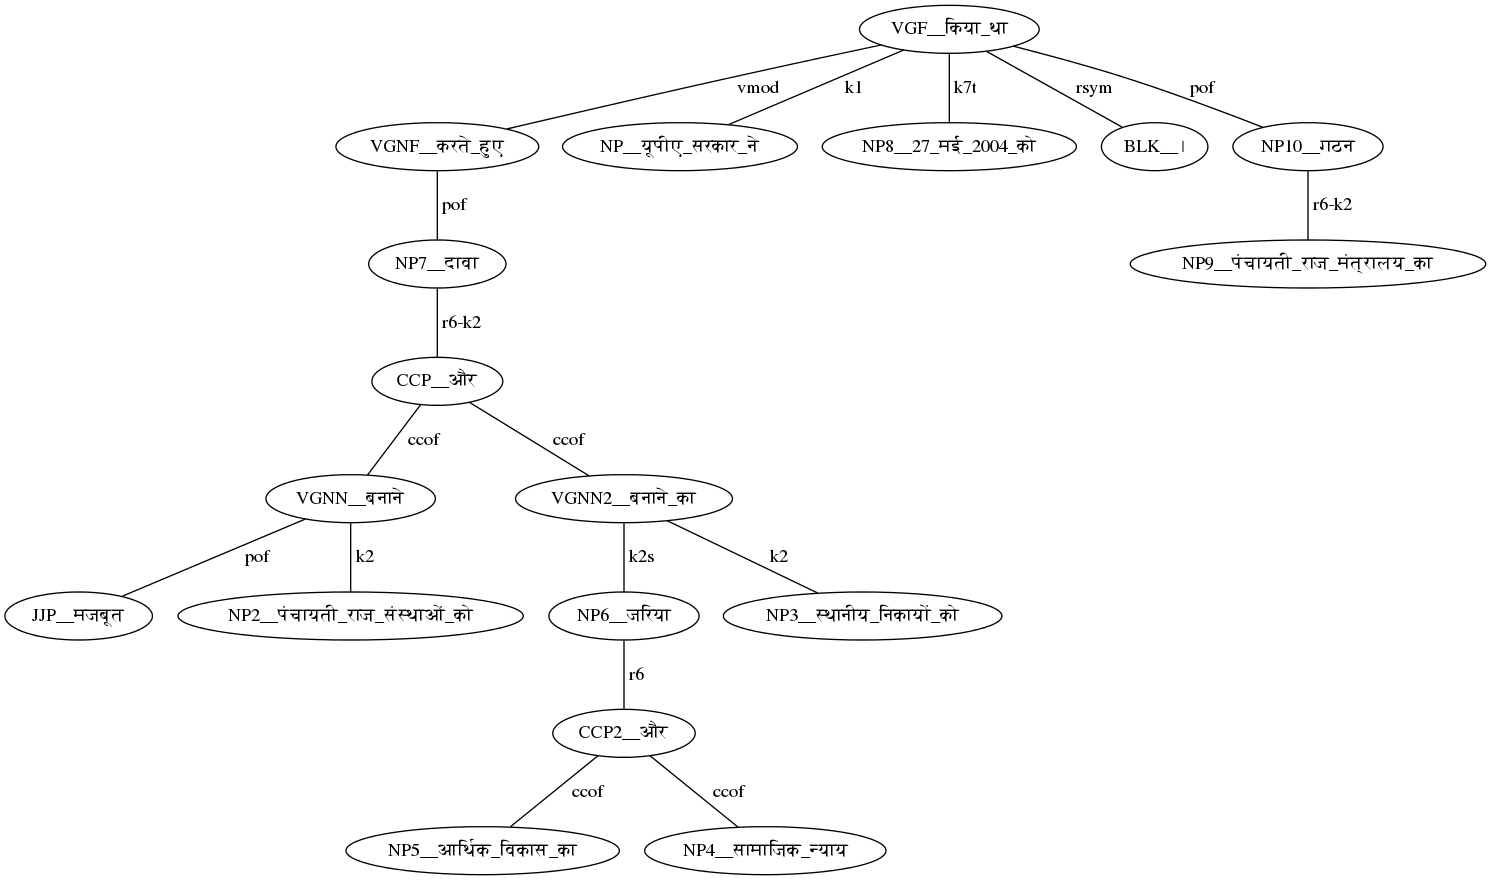 VGF__किया_था
vmod k1 k7t rsym pof
VGNF__करते_हुए NP__यूपीए_सरकार_ने NP8__27_मई_2004_को BLK__। NP10__गठन
pof r6-k2
NP7__दावा NP9__पंचायती_राज_मंत्रालय_का
r6-k2
CCP__और
ccof ccof
VGNN__बनाने VGNN2__बनाने_का
pof k2 k2s k2
JJP__मजबूत NP2__पंचायती_राज_संस्थाओं_को NP6__जरिया NP3__स्थानीय_निकायों_को
r6
CCP2__और
ccof ccof
NP5__आर्थिक_विकास_का NP4__सामाजिक_न्याय